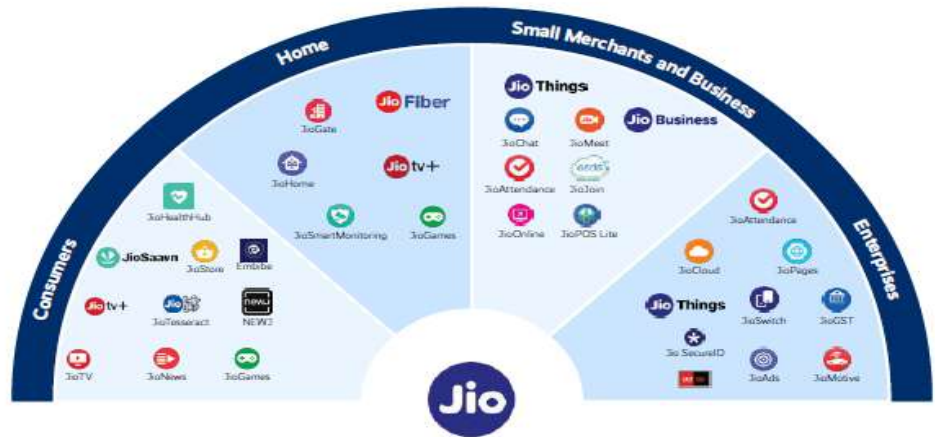 Home
Small Merchants and Business
Consumers
Enterprises
JioGate
Jio Fiber
JioHome
Jio tv+
JioSmartMonitoring
JioGames
Jio Things
JioChat
JioMeet
Jio Business
JioAttendance
JioJoin
JioOnline
JioPOS Lite
JioHealthHub
JioSaavn
JioStore
Embibe
Jio tv+
Jio
JioTesseract
NEWJ
JioTV
JioNews
JioGames
JioAttendance
JioCloud
JioPages
Jio Things
JioSwitch
JioGST
Jio SecureID
JioAds
JioMotive
Jio